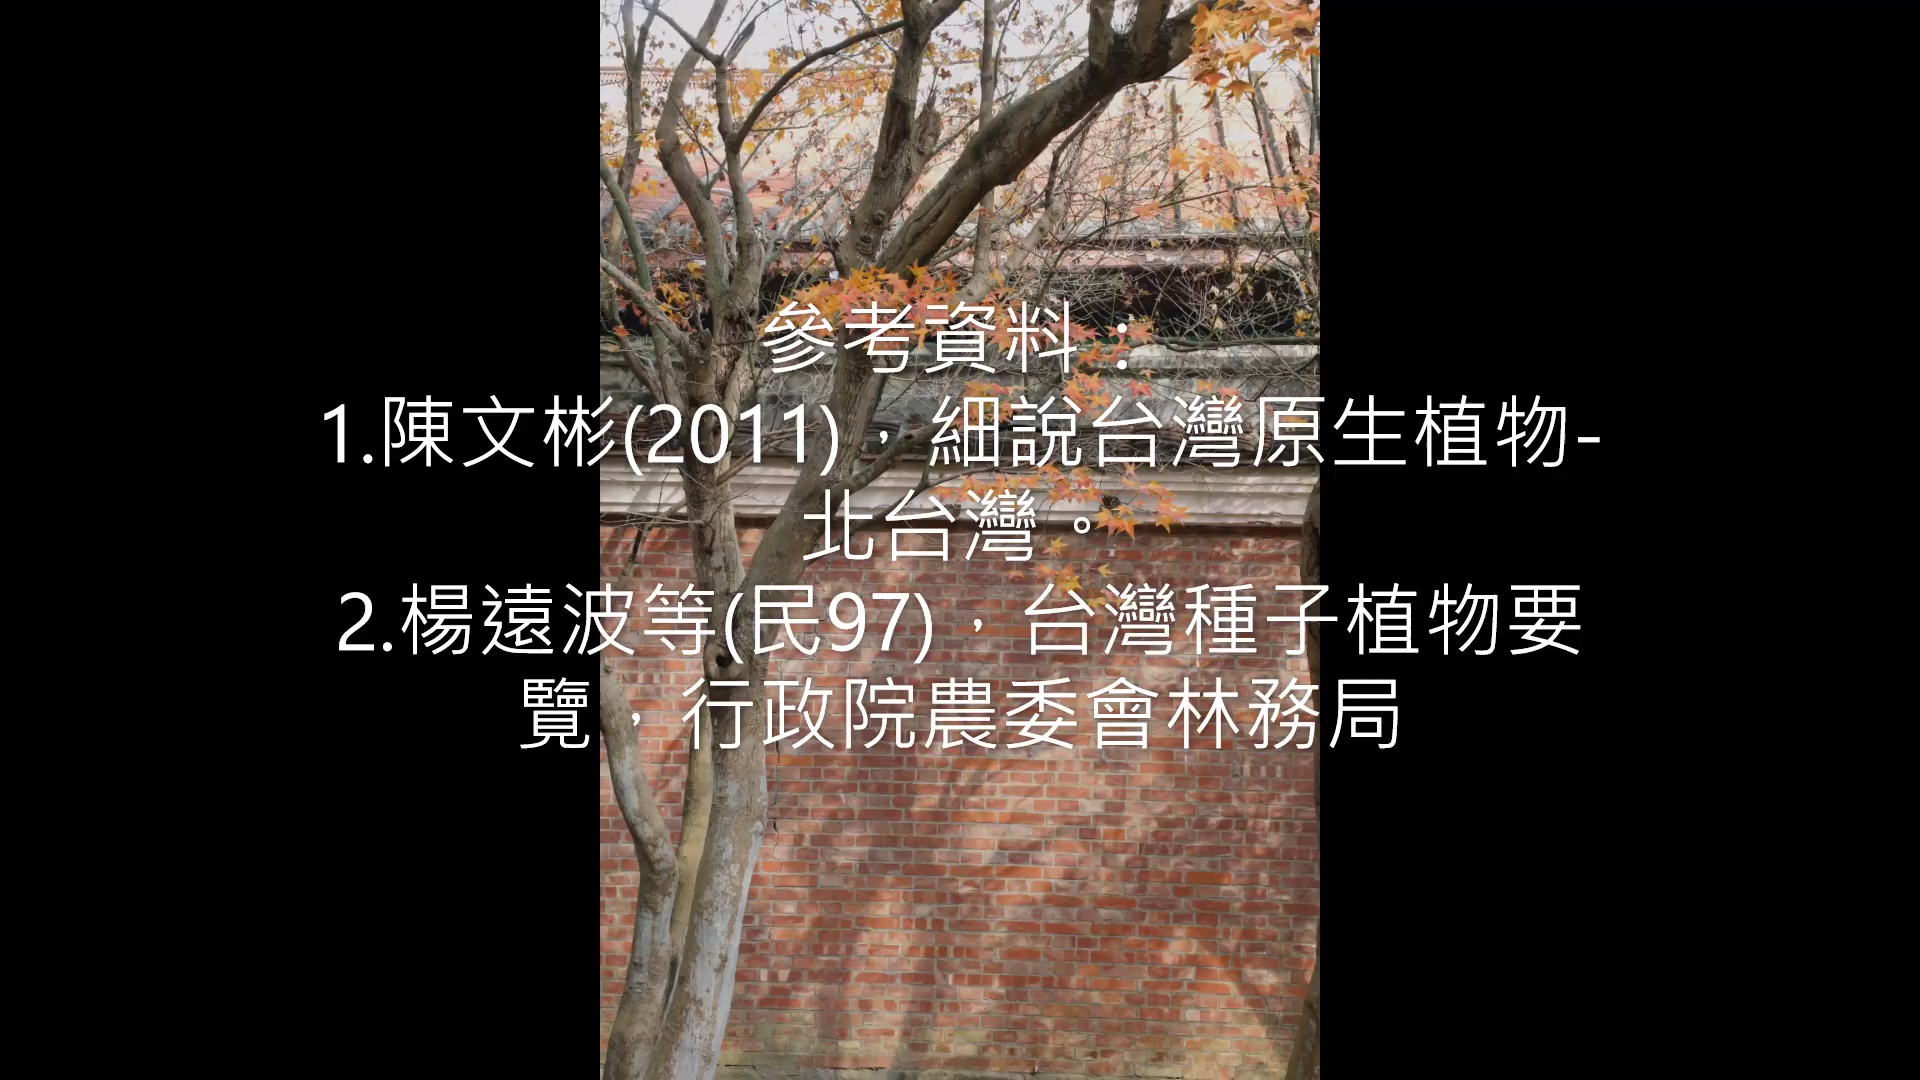 參考資料：
1.陳文彬(2011)，細說台灣原生植物-
北台灣。
2.楊遠波等(民97)，台灣種子植物要
覽，行政院農委會林務局